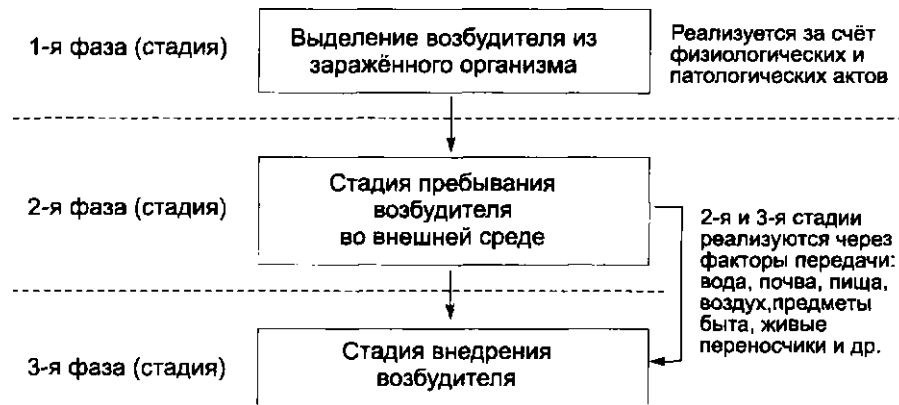 1-я фаза (стадия)
Выделение возбудителя из
заражённого организма
Реализуется за счёт
физиологических и
патологических актов
2-я фаза (стадия)
Стадия пребывания
возбудителя
во внешней среде
2-я и 3-я стадии
реализуются через
факторы передачи:
вода, почва, пища,
воздух,предметы
быта, живые
переносчики и др.
3-я фаза (стадия)
Стадия внедрения
возбудителя